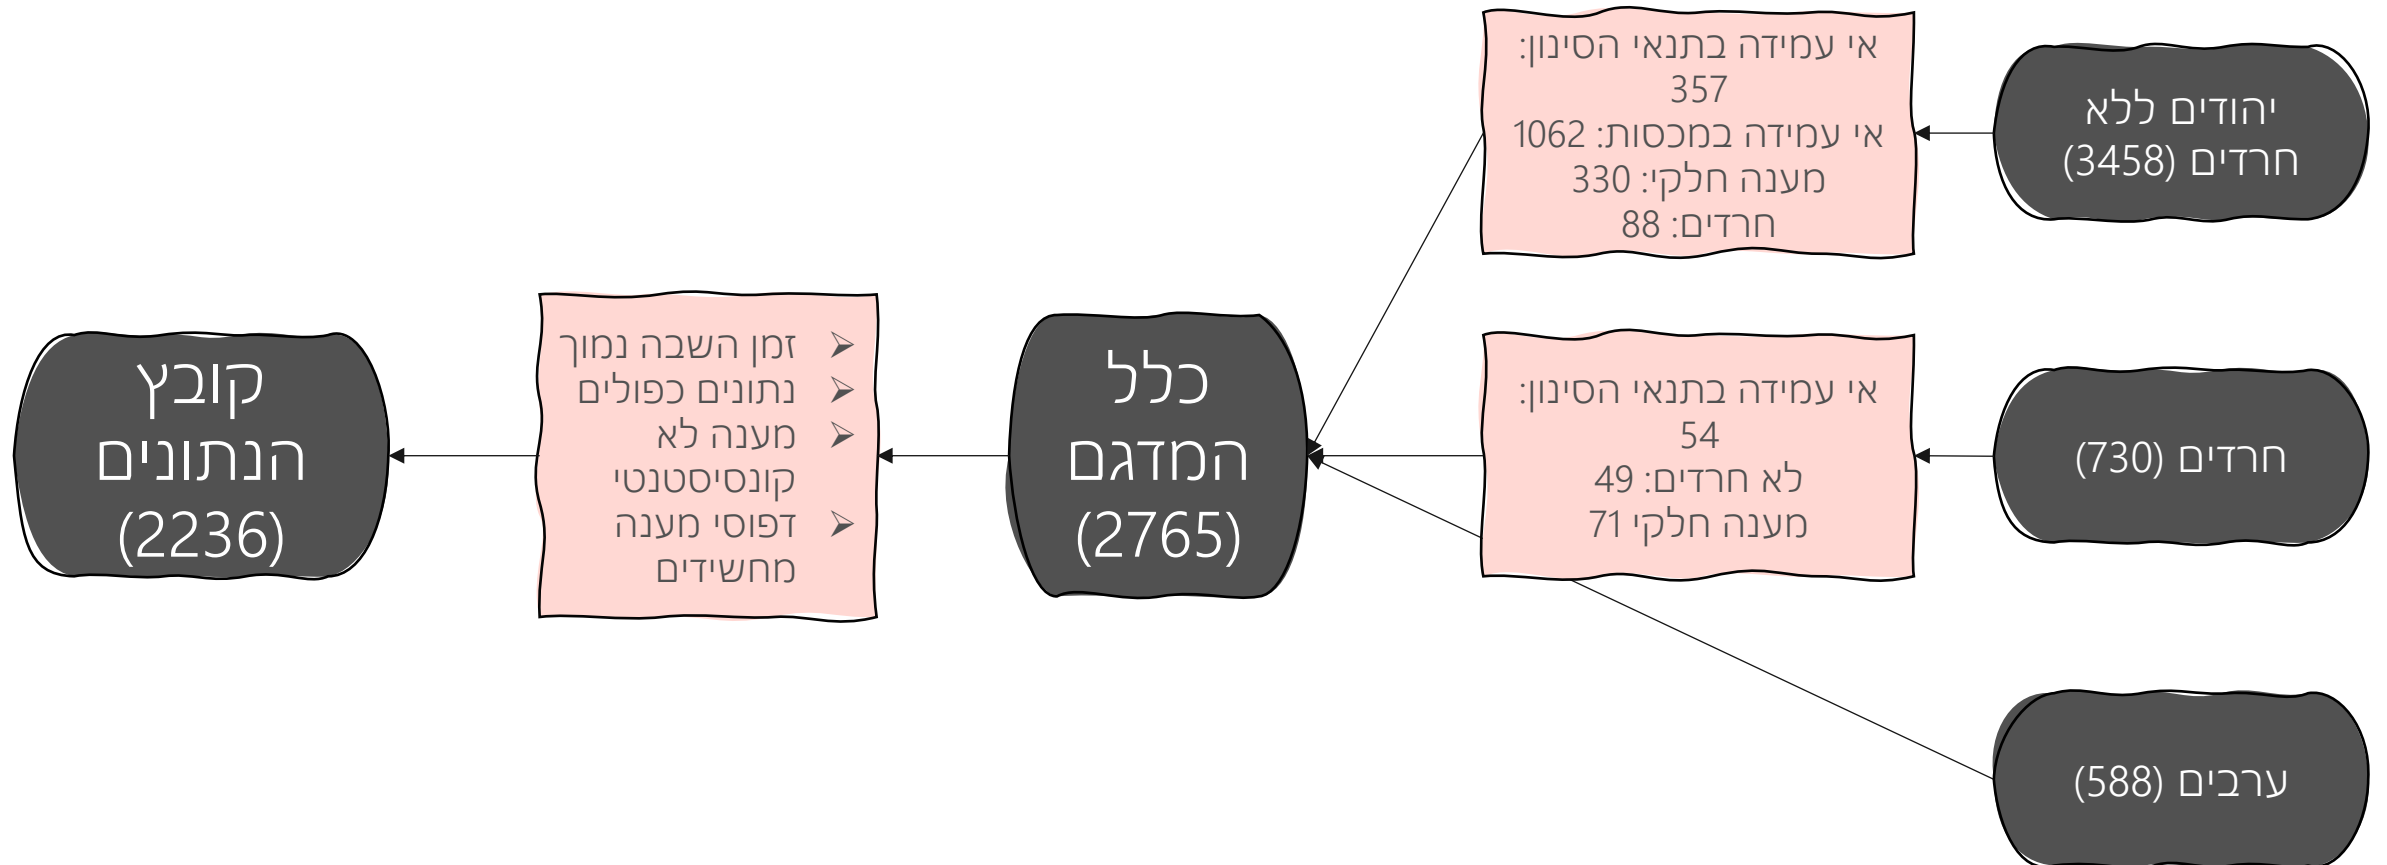 יהודים ללא
חרדים (3458)
אי עמידה בתנאי הסינון:
357
אי עמידה במכסות: 1062
מענה חלקי: 330
חרדים: 88
חרדים (730)
אי עמידה בתנאי הסינון:
54
לא חרדים: 49
מענה חלקי 71
ערבים (588)
כלל
המדגם
(2765)
זמן השבה נמוך
נתונים כפולים
מענה לא
קונסיסטנטי
דפוסי מענה
מחשידים
קובץ
הנתונים
(2236)